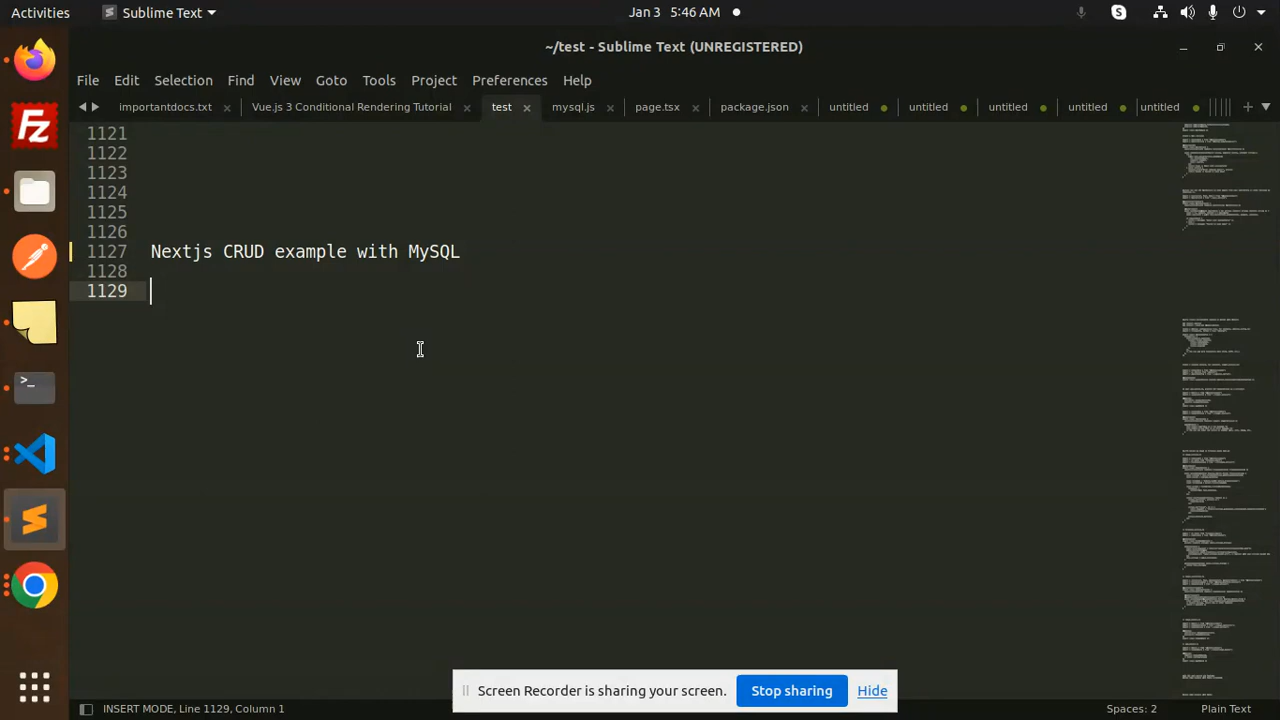 Activities Sublime Text Jan 3 5:46 AM
~/test - Sublime Text (UNREGISTERED)
File Edit Selection Find View Goto Tools Project Preferences Help
importantdocs.txt Vue.js 3 Conditional Rendering Tutorial test mysql.js page.tsx package.json untitled untitled untitled untitled untitled
1121
1122
1123
1124
1125
1126
1127 Nextjs CRUD example with MySQL
1128
1129
Screen Recorder is sharing your screen. Stop sharing Hide
INSERT MODE, Line 1129, Column 1 Spaces: 2 Plain Text